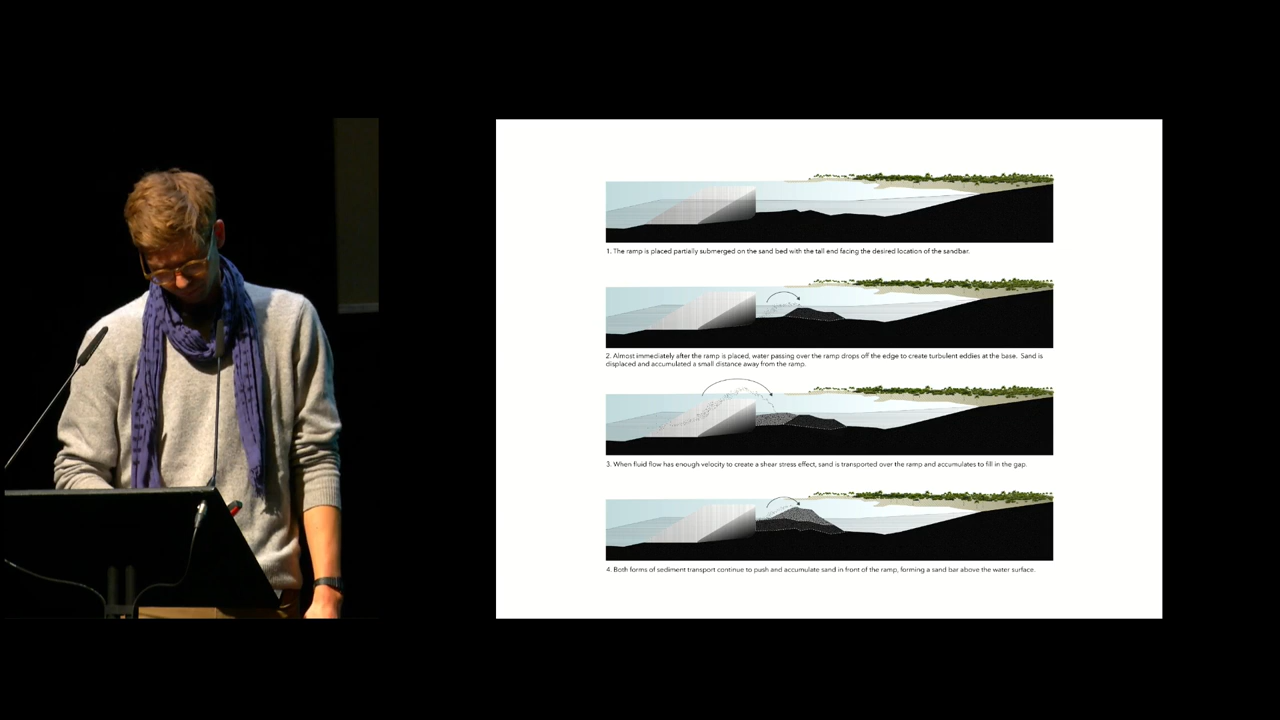 1. The ramp is placed partially submerged on the sand bed with the tall end facing the desired location of the sandbar.
2. Almost immediately after the ramp is placed, water passing over the ramp drops off the edge to create turbulent eddies at the base. Sand is
displaced and accumulated a small distance away from the ramp.
3. When fluid flow has enough velocity to create a shear stress effect, sand is transported over the ramp and accumulates to fill in the gap.
4. Both forms of sediment transport continue to push and accumulate sand in front of the ramp, forming a sand bar above the water surface.